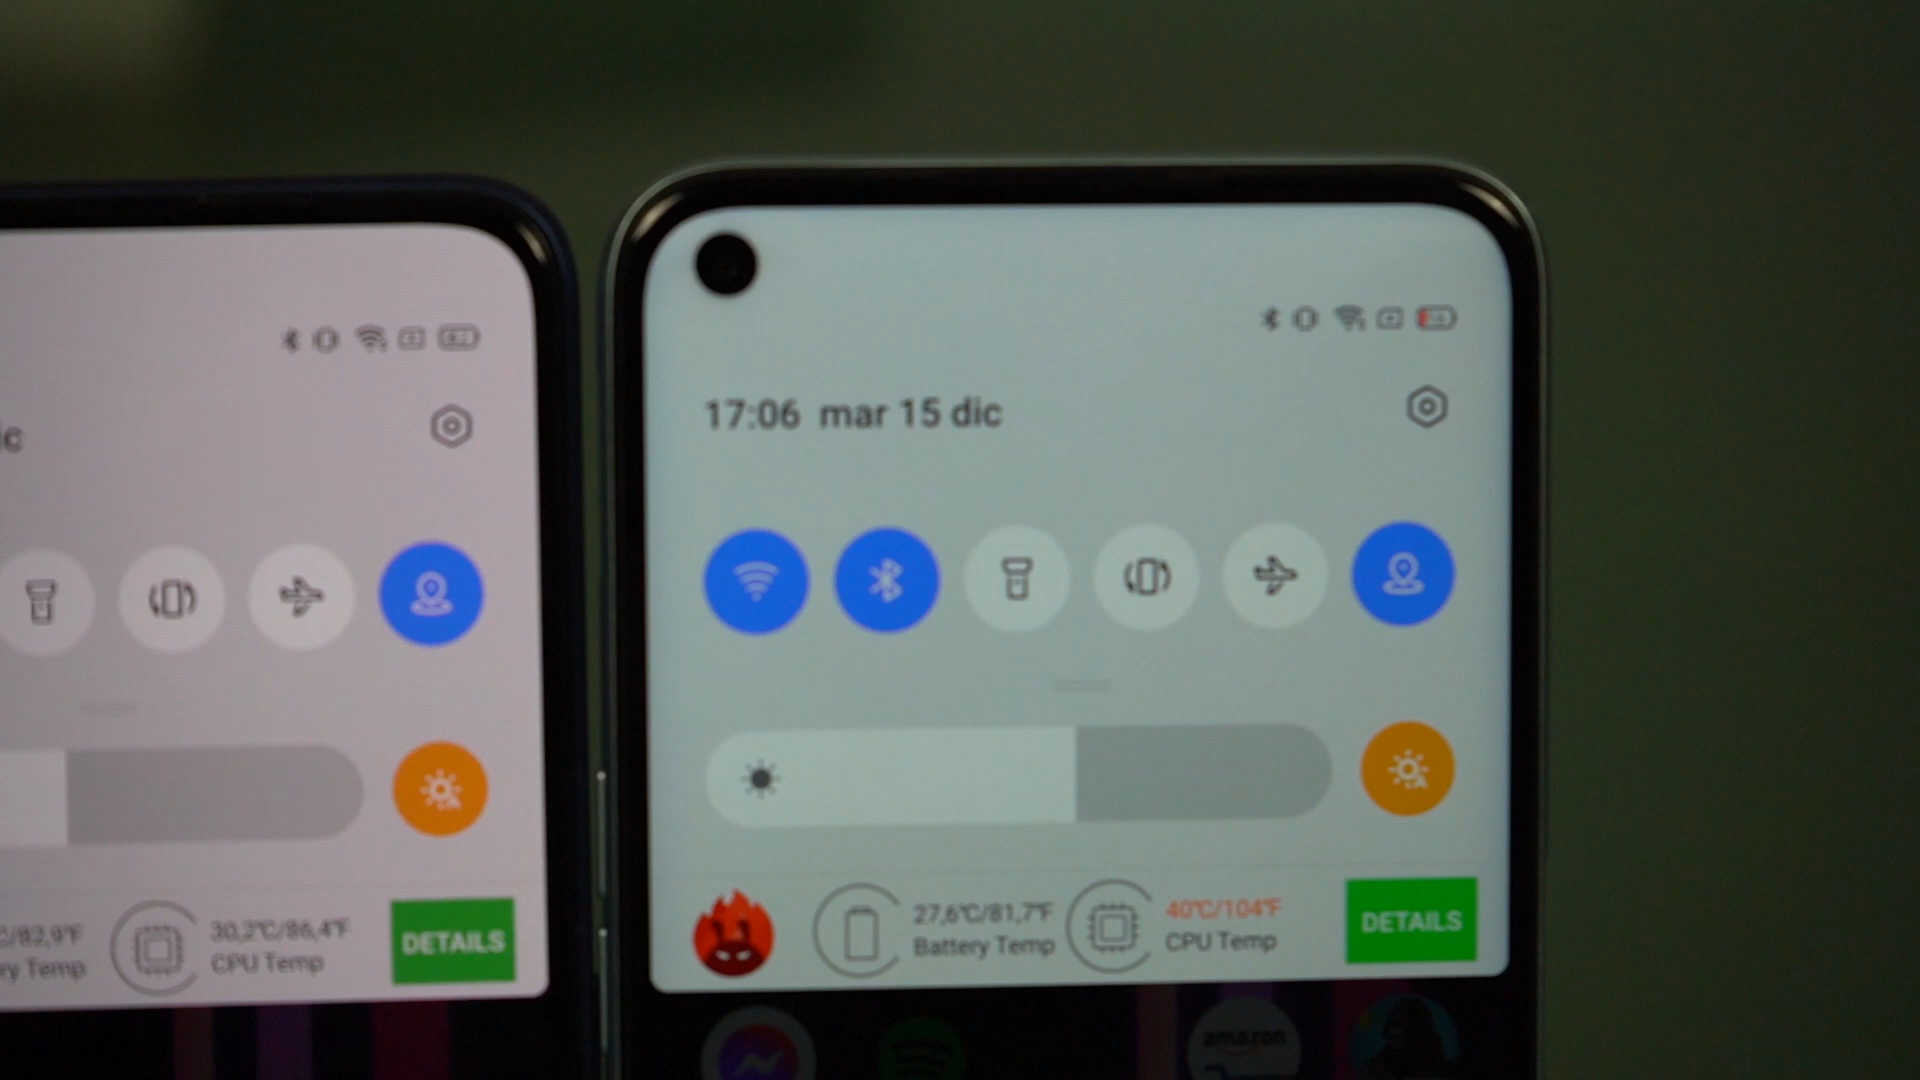 ic
C/82,9°F
ry Temp
30,2℃/86,4°F
CPU Temp
DETAILS
17:06 mar 15 dic
27,6℃/81,7°F
Battery Temp
40℃/104°F
CPU Temp
DETAILS
amazon